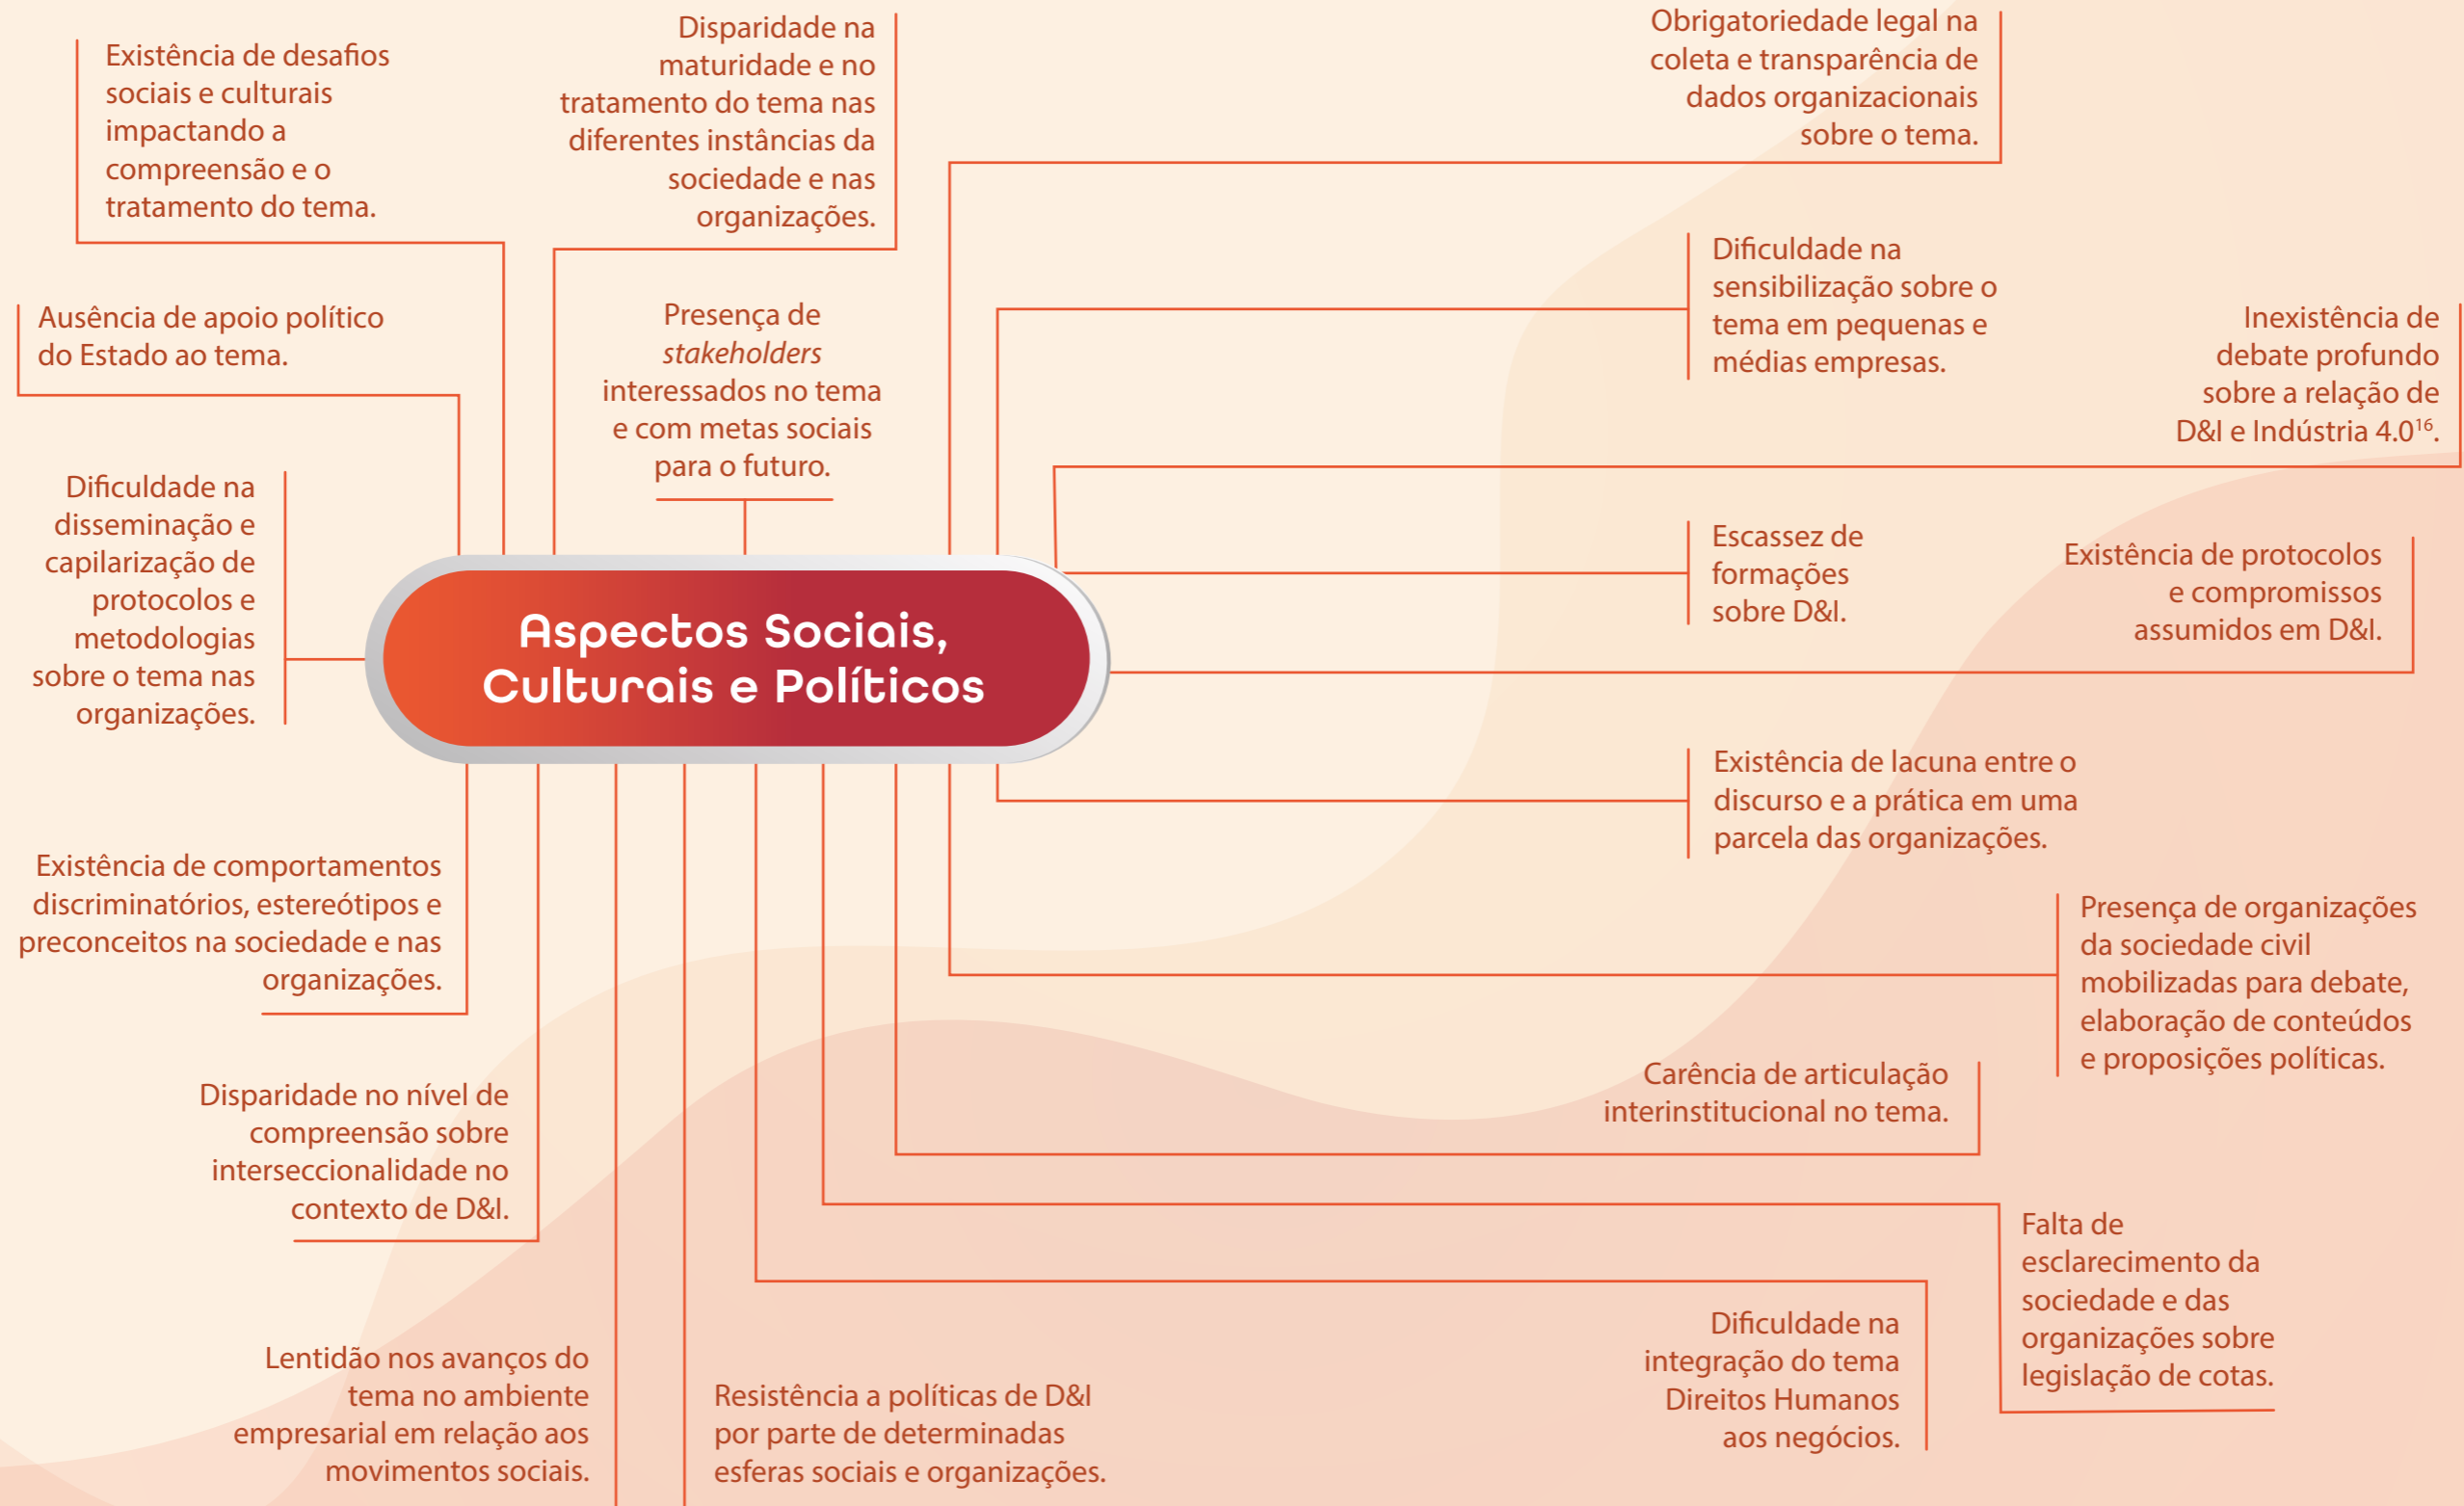 Existência de desafios
sociais e culturais
impactando a
compreensão e o
tratamento do tema.
Disparidade na
maturidade e no
tratamento do tema nas
diferentes instâncias da
sociedade e nas
organizações.
Obrigatoriedade legal na
coleta e transparência de
dados organizacionais
sobre o tema.
Ausência de apoio político
do Estado ao tema.
Presença de
stakeholders
interessados no tema
e com metas sociais
para o futuro.
Dificuldade na
sensibilização sobre o
tema em pequenas e
médias empresas.
Inexistência de
debate profundo
sobre a relação de
D&I e Indústria 4.0¹⁶.
Dificuldade na
disseminação e
capilarização de
protocolos e
metodologias
sobre o tema nas
organizações.
Aspectos Sociais,
Culturais e Políticos
Escassez de
formações
sobre D&I.
Existência de protocolos
e compromissos
assumidos em D&I.
Existência de lacuna entre o
discurso e a prática em uma
parcela das organizações.
Existência de comportamentos
discriminatórios, estereótipos e
preconceitos na sociedade e nas
organizações.
Presença de organizações
da sociedade civil
mobilizadas para debate,
elaboração de conteúdos
e proposições políticas.
Disparidade no nível de
compreensão sobre
interseccionalidade no
contexto de D&I.
Carência de articulação
interinstitucional no tema.
Falta de
esclarecimento da
sociedade e das
organizações sobre
legislação de cotas.
Lentidão nos avanços do
tema no ambiente
empresarial em relação aos
movimentos sociais.
Resistência a políticas de D&I
por parte de determinadas
esferas sociais e organizações.
Dificuldade na
integração do tema
Direitos Humanos
aos negócios.